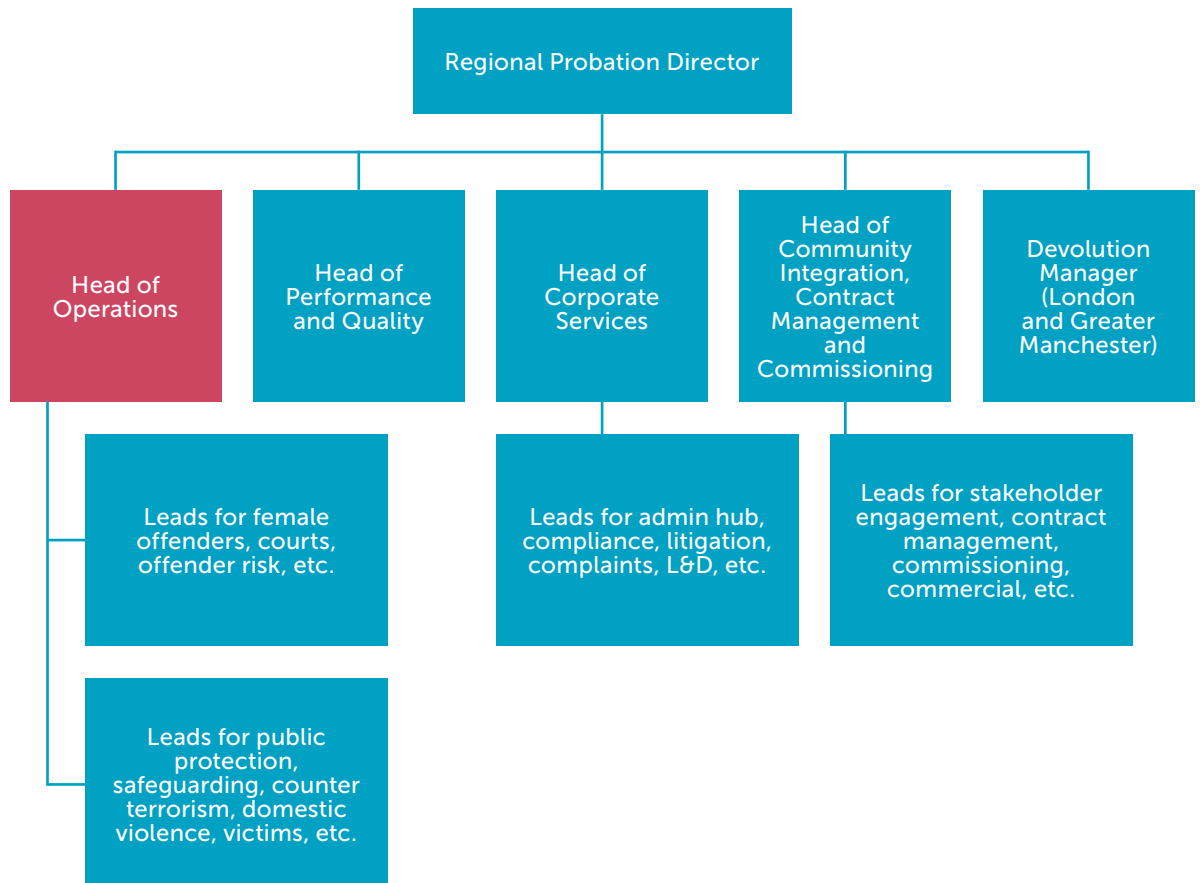 Regional Probation Director
Head of
Operations
Head of
Performance
and Quality
Head of
Corporate
Services
Head of
Community
Integration,
Contract
Management
and
Commissioning
Devolution
Manager
(London
and Greater
Manchester)
Leads for female
offenders, courts,
offender risk, etc.
Leads for admin hub,
compliance, litigation,
complaints, L&D, etc.
Leads for stakeholder
engagement, contract
management,
commissioning,
commercial, etc.
Leads for public
protection,
safeguarding, counter
terrorism, domestic
violence, victims, etc.